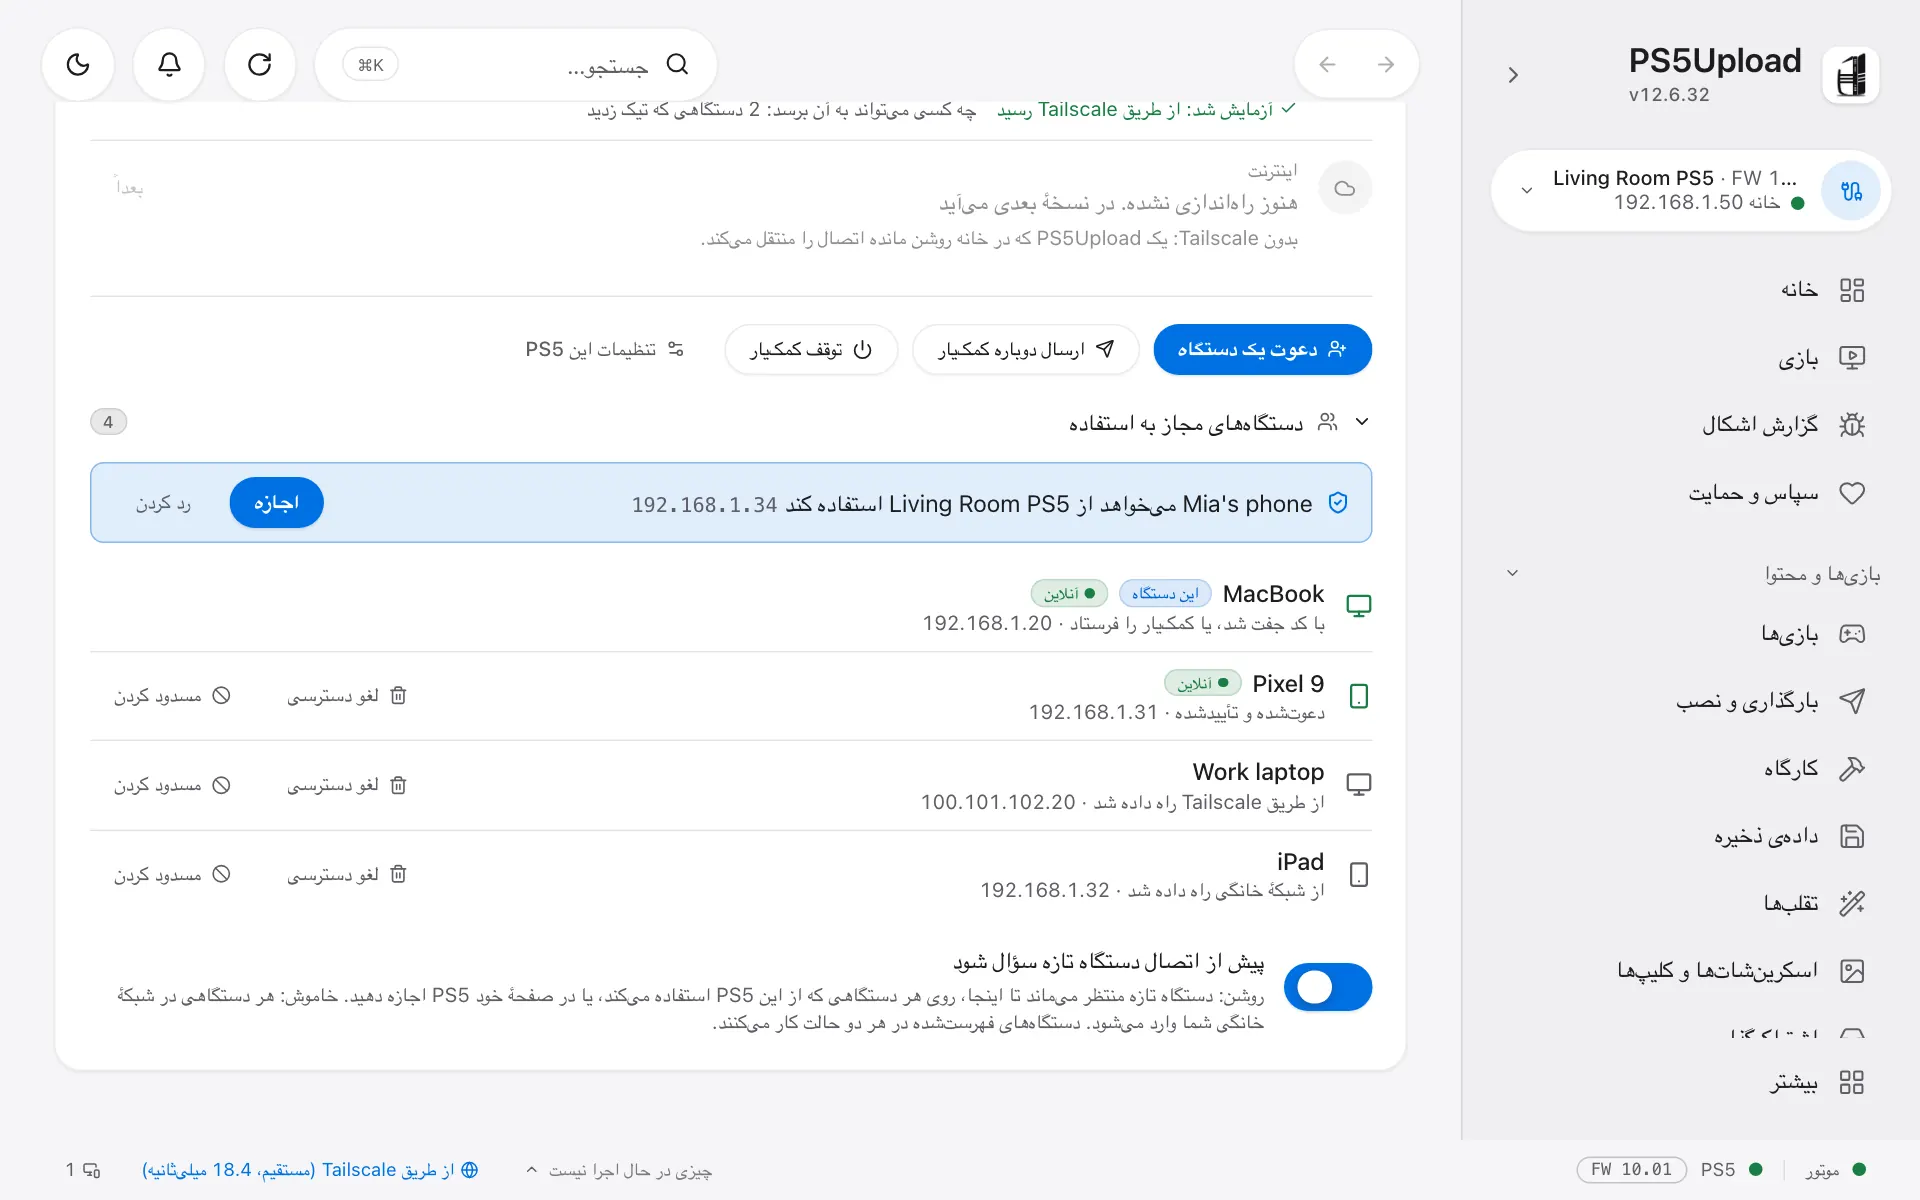 PS5Upload
v12.6.32
Living Room PS5 · FW 1...
خانه 192.168.1.50
خانه
بازی
گزارش اشکال
سپاس و حمایت
بازی‌ها و محتوا
بازی‌ها
بارگذاری و نصب
کارگاه
داده‌ی ذخیره
تقلب‌ها
اسکرین‌شات‌ها و کلیپ‌ها
بیشتر
جستجو...
⌘K
آزمایش شد: از طریق Tailscale رسید چه کسی می‌تواند به آن برسد: 2 دستگاهی که تیک زدید
اینترنت
هنوز راه‌اندازی نشده. در نسخهٔ بعدی می‌آید
بدون Tailscale: یک PS5Upload که در خانه روشن مانده اتصال را منتقل می‌کند.
بعداً
دعوت یک دستگاه
ارسال دوباره کمک‌یار
توقف کمک‌یار
تنظیمات این PS5
دستگاه‌های مجاز به استفاده
4
Mia's phone می‌خواهد از Living Room PS5 استفاده کند 192.168.1.34
اجازه
رد کردن
MacBook این دستگاه آنلاین
با کد جفت شد، یا کمک‌یار را فرستاد · 192.168.1.20
Pixel 9 آنلاین
دعوت‌شده و تأییدشده · 192.168.1.31
لغو دسترسی
مسدود کردن
Work laptop
از طریق Tailscale راه داده شد · 100.101.102.20
لغو دسترسی
مسدود کردن
iPad
از شبکهٔ خانگی راه داده شد · 192.168.1.32
لغو دسترسی
مسدود کردن
پیش از اتصال دستگاه تازه سؤال شود
روشن: دستگاه تازه منتظر می‌ماند تا اینجا، روی هر دستگاهی که از این PS5 استفاده می‌کند، یا در صفحهٔ خود PS5 اجازه دهید. خاموش: هر دستگاهی در شبکهٔ
خانگی شما وارد می‌شود. دستگاه‌های فهرست‌شده در هر دو حالت کار می‌کنند.
موتور
PS5
FW 10.01
چیزی در حال اجرا نیست
از طریق Tailscale (مستقیم، 18.4 میلی‌ثانیه)
1